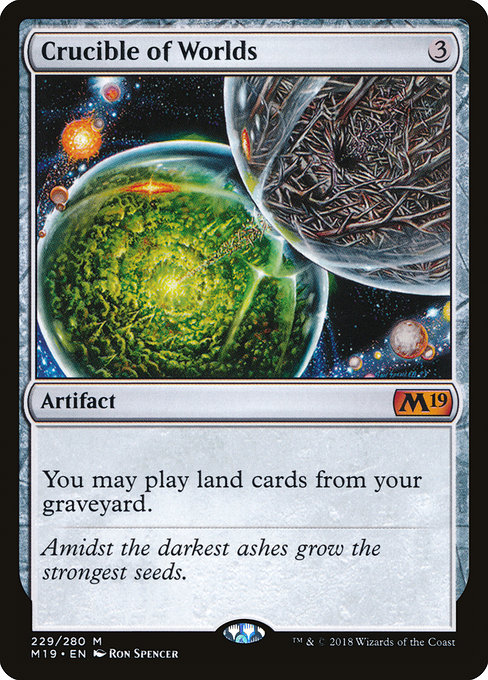 Crucible of Worlds 3
Artifact M19
You may play land cards from your
graveyard.
Amidst the darkest ashes grow the
strongest seeds.
229/280 M
M19 • EN Ron Spencer ™ & © 2018 Wizards of the Coast